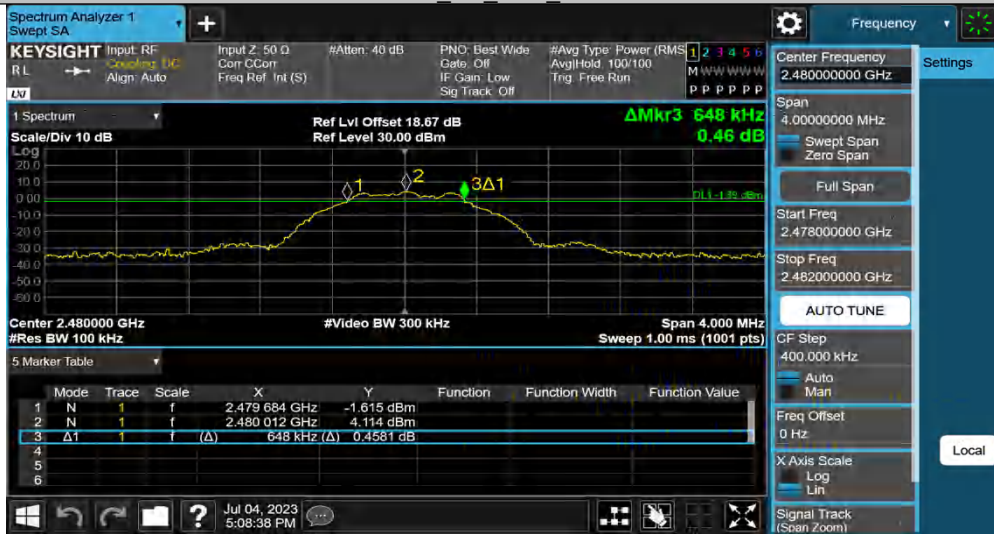 Spectrum Analyzer 1
Swept SA
+
Frequency
KEYSIGHT Input: RF
RL
Coupling: DC
Align: Auto
LXI
Input Z: 50 Ω
Corr CCorr
Freq Ref: Int (S)
#Atten: 40 dB
PNO: Best Wide
Gate: Off
IF Gain: Low
Sig Track: Off
#Avg Type: Power (RMS
Avg|Hold: 100/100
Trig: Free Run
1 2 3 4 5 6
M W W W W W
P P P P P P
1 Spectrum
Scale/Div 10 dB
Ref Lvl Offset 18.67 dB
Ref Level 30.00 dBm
ΔMkr3 648 kHz
0.46 dB
Log
20.0
10.0
0.00
-10.0
-20.0
-30.0
-40.0
-50.0
-60.0
1
2
3Δ1
Center 2.480000 GHz
#Video BW 300 kHz
Span 4.000 MHz
#Res BW 100 kHz
Sweep 1.00 ms (1001 pts)
5 Marker Table
Mode Trace Scale X Y Function Function Width Function Value
1 N 1 f 2.479 684 GHz -1.615 dBm
2 N 1 f 2.480 012 GHz 4.114 dBm
3 Δ1 1 f (Δ) 648 kHz (Δ) 0.4581 dB
4
5
6
?
Jul 04, 2023
5:08:38 PM
Center Frequency
2.480000000 GHz
Settings
Span
4.00000000 MHz
Swept Span
Zero Span
Full Span
Start Freq
2.478000000 GHz
Stop Freq
2.482000000 GHz
AUTO TUNE
CF Step
400.000 kHz
Auto
Man
Freq Offset
0 Hz
X Axis Scale
Log
Lin
Local
Signal Track
(Span Zoom)